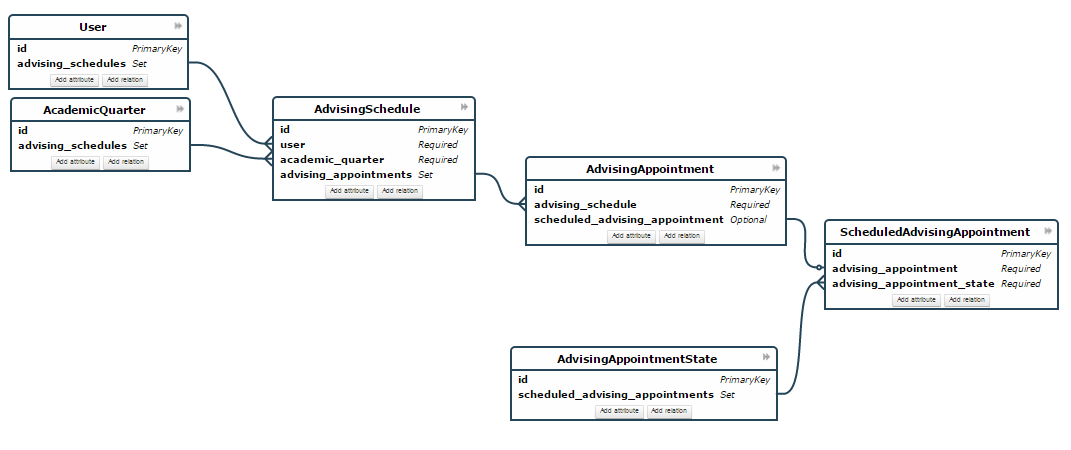 User
id PrimaryKey
advising_schedules Set
Add attribute Add relation
AcademicQuarter
id PrimaryKey
advising_schedules Set
Add attribute Add relation
AdvisingSchedule
id PrimaryKey
user Required
academic_quarter Required
advising_appointments Set
Add attribute Add relation
AdvisingAppointment
id PrimaryKey
advising_schedule Required
scheduled_advising_appointment Optional
Add attribute Add relation
ScheduledAdvisingAppointment
id PrimaryKey
advising_appointment Required
advising_appointment_state Required
Add attribute Add relation
AdvisingAppointmentState
id PrimaryKey
scheduled_advising_appointments Set
Add attribute Add relation